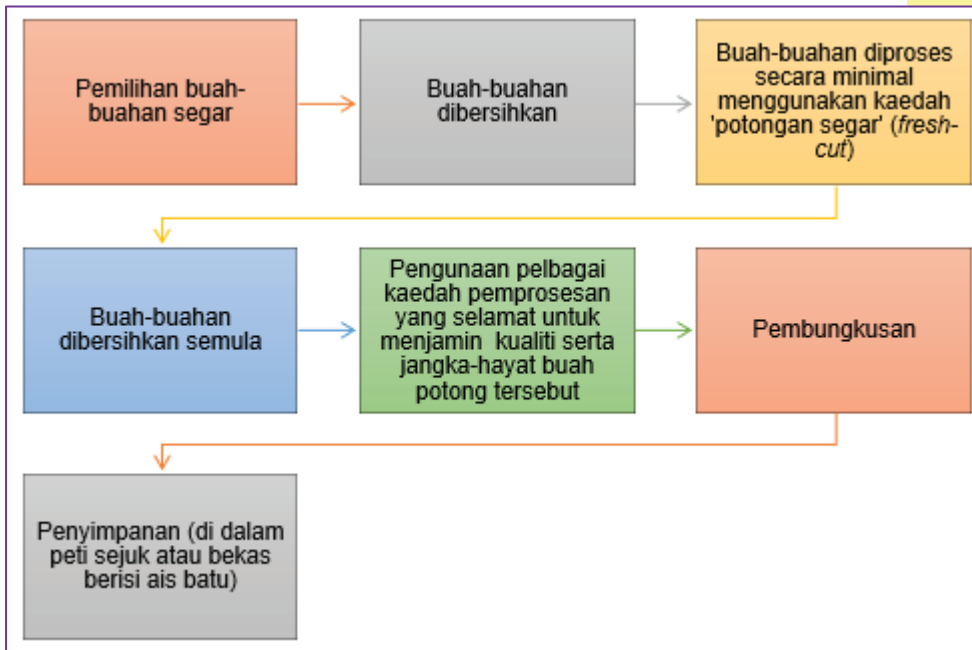 Pemilihan buah-
buahan segar
Buah-buahan
dibersihkan
Buah-buahan diproses
secara minimal
menggunakan kaedah
'potongan segar' (fresh-
cut)
Buah-buahan
dibersihkan semula
Pengunaan pelbagai
kaedah pemprosesan
yang selamat untuk
menjamin kualiti serta
jangka-hayat buah
potong tersebut
Pembungkusan
Penyimpanan (di dalam
peti sejuk atau bekas
berisi ais batu)